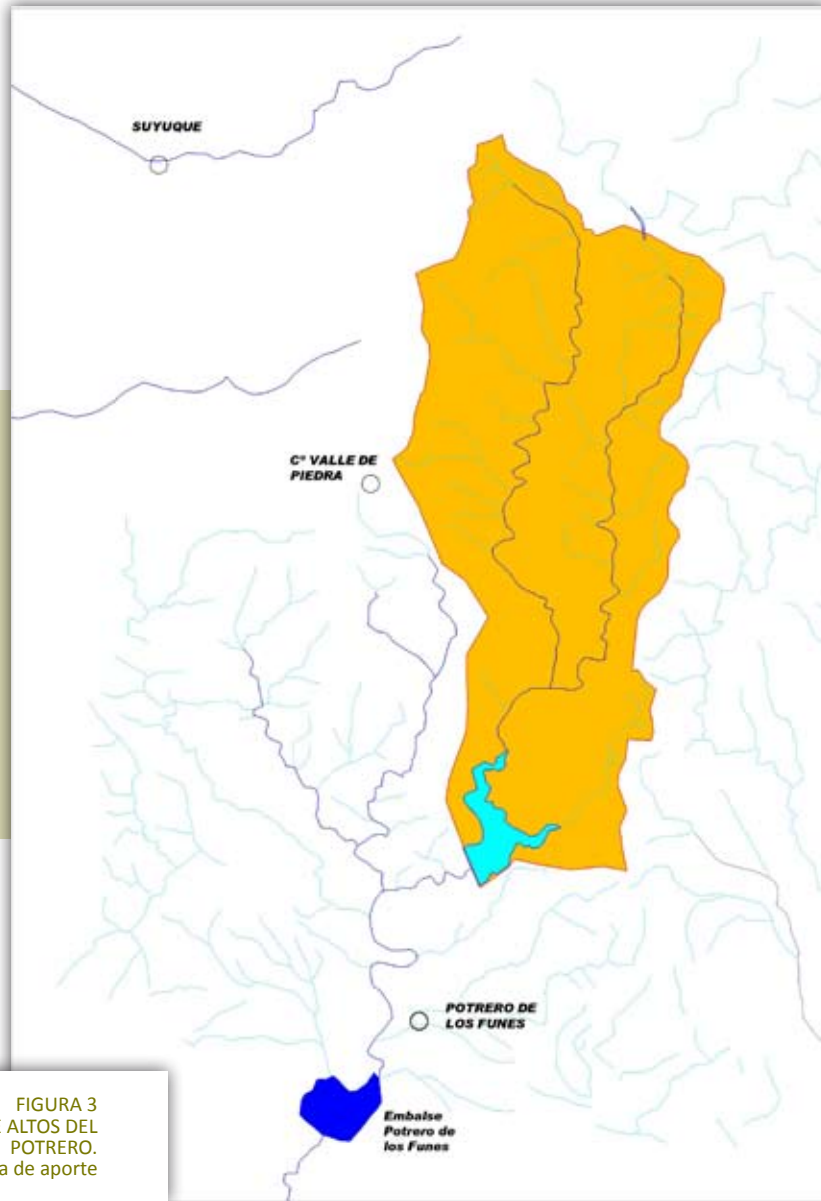 SUYUQUE
C° VALLE DE
PIEDRA
POTRERO DE
LOS FUNES
Embalse
Potrero de
los Funes
FIGURA 3
ALTOS DEL
POTRERO.
de aporte